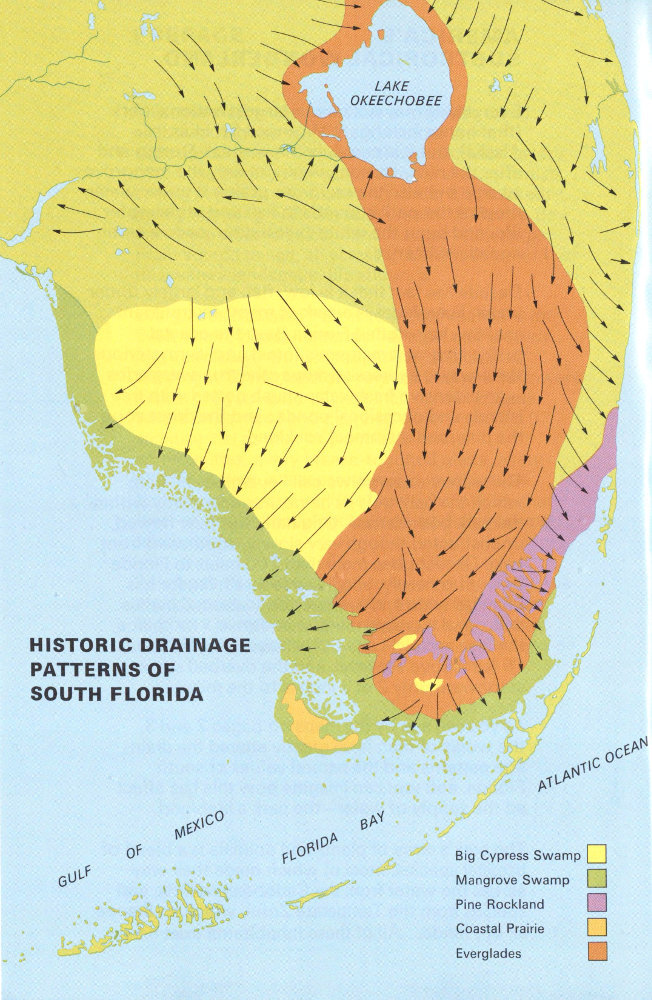 LAKE
OKEECHOBEE
HISTORIC DRAINAGE
PATTERNS OF
SOUTH FLORIDA
GULF OF MEXICO
FLORIDA BAY
ATLANTIC OCEAN
Big Cypress Swamp
Mangrove Swamp
Pine Rockland
Coastal Prairie
Everglades